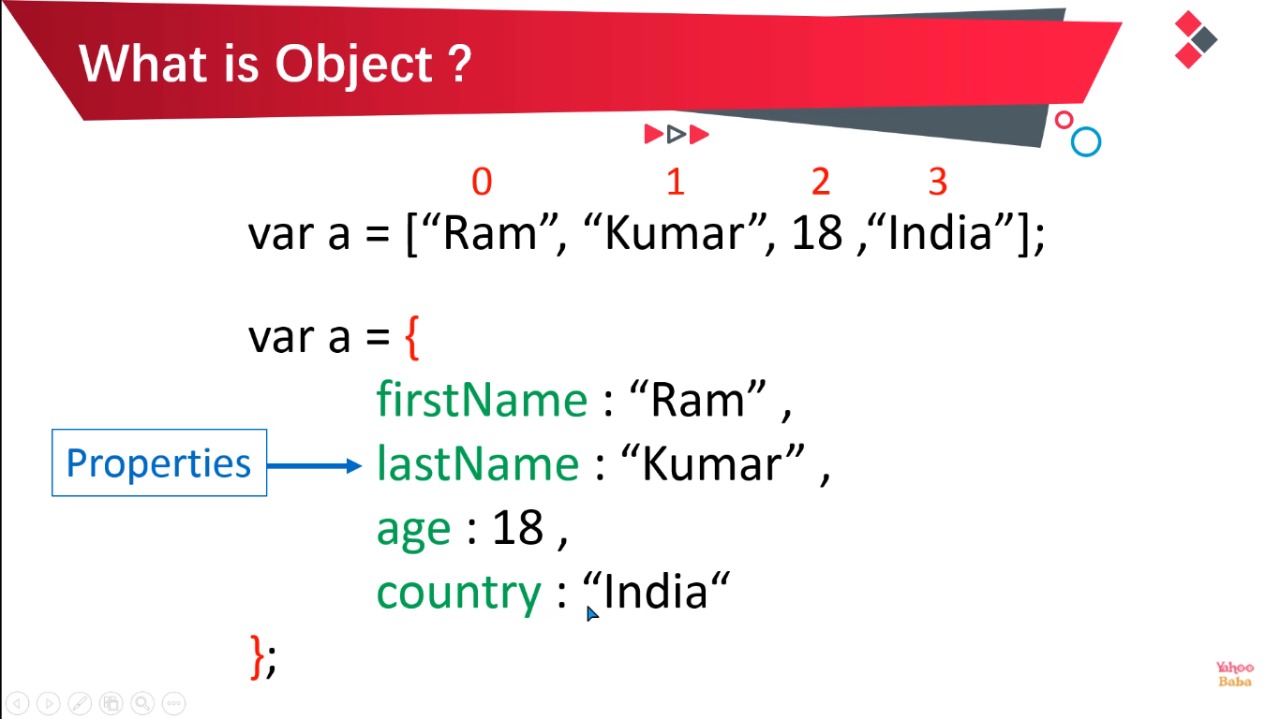 What is Object ?
0 1 2 3
var a = [“Ram”, “Kumar”, 18 ,“India”];
var a = {
firstName : “Ram” ,
Properties
lastName : “Kumar” ,
age : 18 ,
country : “India“
};
Yahoo
Baba